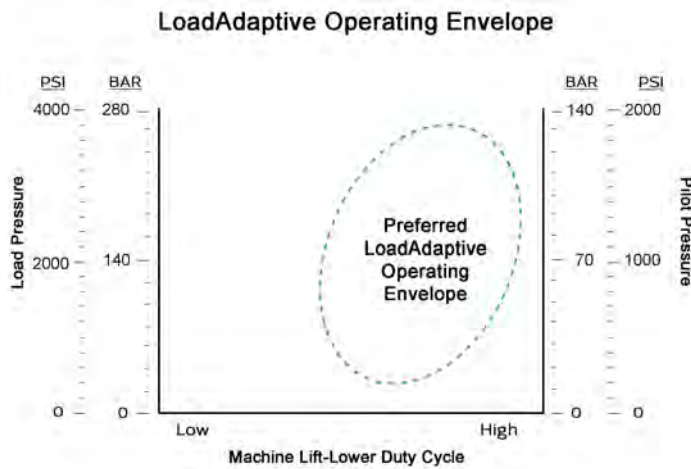 LoadAdaptive Operating Envelope
PSI BAR BAR PSI
4000 280 140 2000
Preferred
LoadAdaptive
Operating
Envelope
2000 140 70 1000
Load Pressure
Pilot Pressure
0 0 0 0
Low High
Machine Lift-Lower Duty Cycle